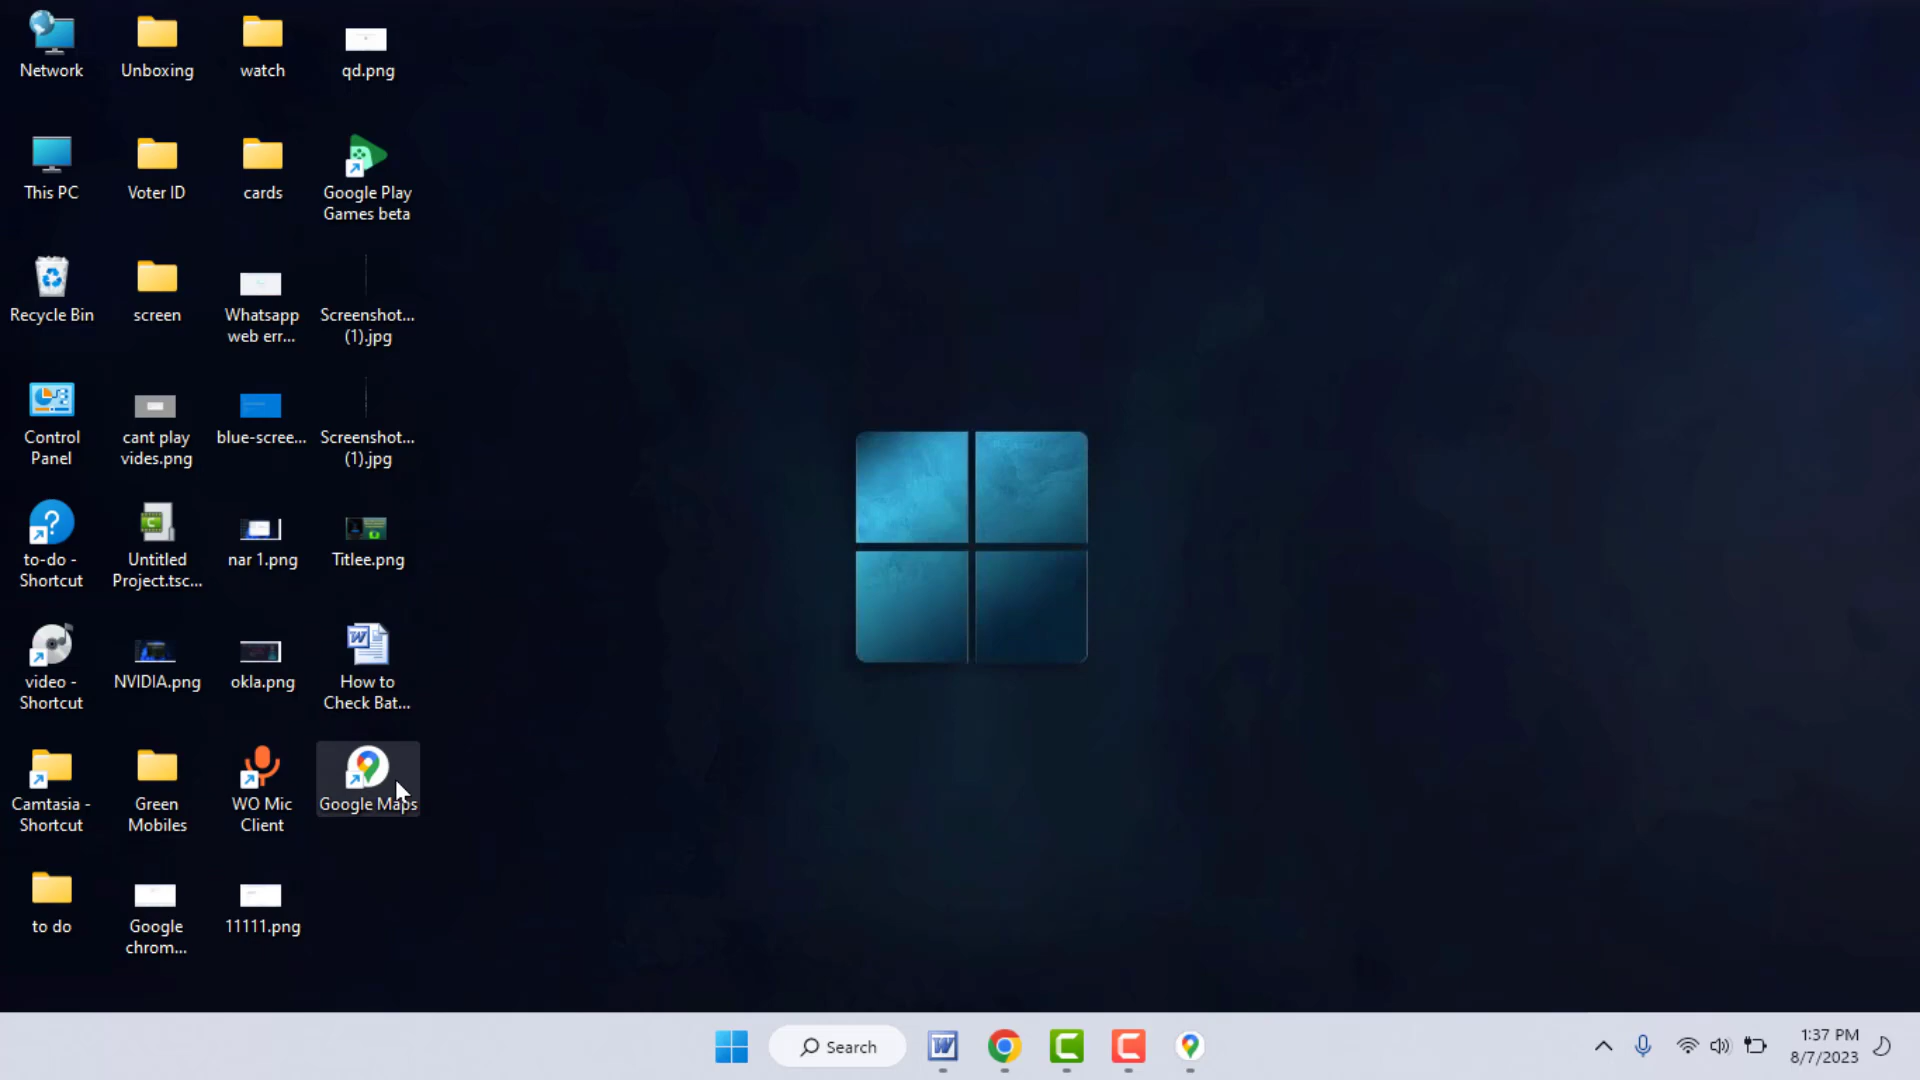 Network
Unboxing
watch
qd.png
This PC
Voter ID
cards
Google Play
Games beta
Recycle Bin
screen
Whatsapp
web err...
Screenshot...
(1).jpg
Control
Panel
cant play
vides.png
blue-scree...
Screenshot...
(1).jpg
to-do -
Shortcut
Untitled
Project.tsc...
nar 1.png
Titlee.png
video -
Shortcut
NVIDIA.png
okla.png
How to
Check Bat...
Camtasia -
Shortcut
Green
Mobiles
WO Mic
Client
Google Maps
to do
Google
chrom...
11111.png
Search
1:37 PM
8/7/2023